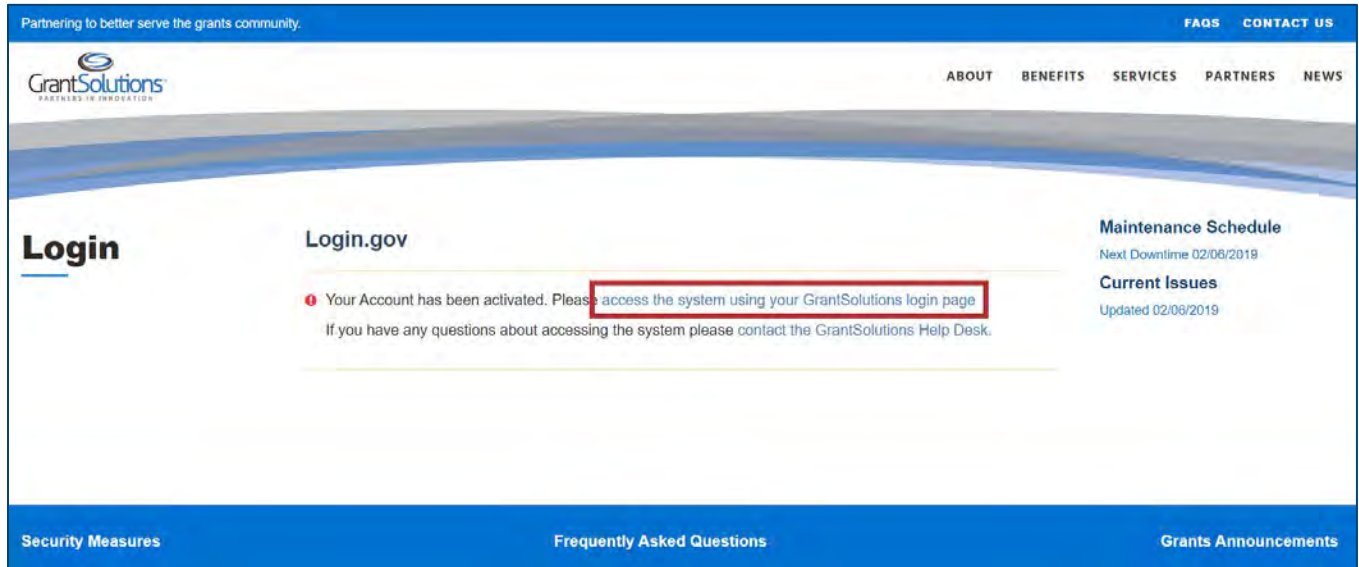 Partnering to better serve the grants community.
FAQS CONTACT US
GrantSolutions
PARTNERS IN INNOVATION
ABOUT BENEFITS SERVICES PARTNERS NEWS
Login
Login.gov
Your Account has been activated. Please access the system using your GrantSolutions login page
If you have any questions about accessing the system please contact the GrantSolutions Help Desk.
Maintenance Schedule
Next Downtime 02/06/2019
Current Issues
Updated 02/06/2019
Security Measures
Frequently Asked Questions
Grants Announcements